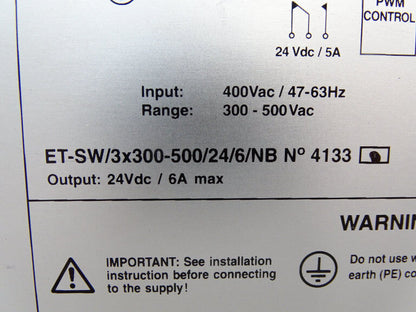 PWM
CONTROL
24 Vdc / 5A
Input: 400Vac / 47-63Hz
Range: 300 - 500Vac
ET-SW/3x300-500/24/6/NB Nº 4133
Output: 24Vdc / 6A max
WARNIN
IMPORTANT: See installation
instruction before connecting
to the supply!
Do not use w
earth (PE) co